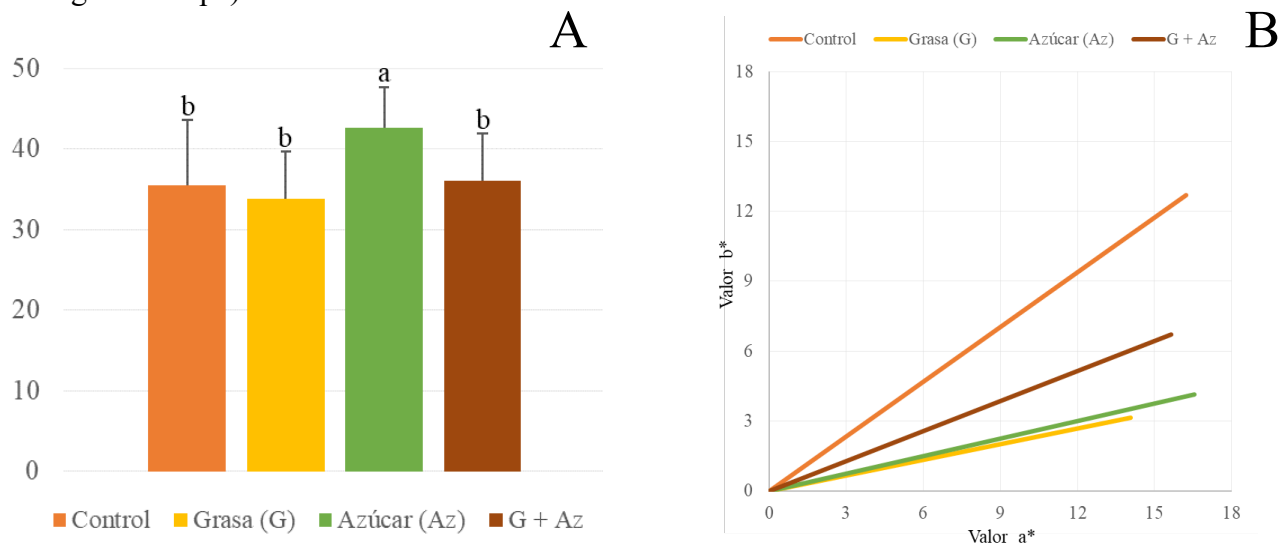 A
50
40
30
20
10
0
b
b
a
b
Control Grasa (G) Azúcar (Az) G + Az
B
Control Grasa (G) Azúcar (Az) G + Az
18
15
12
9
6
3
0
Valor b*
0 3 6 9 12 15 18
Valor a*